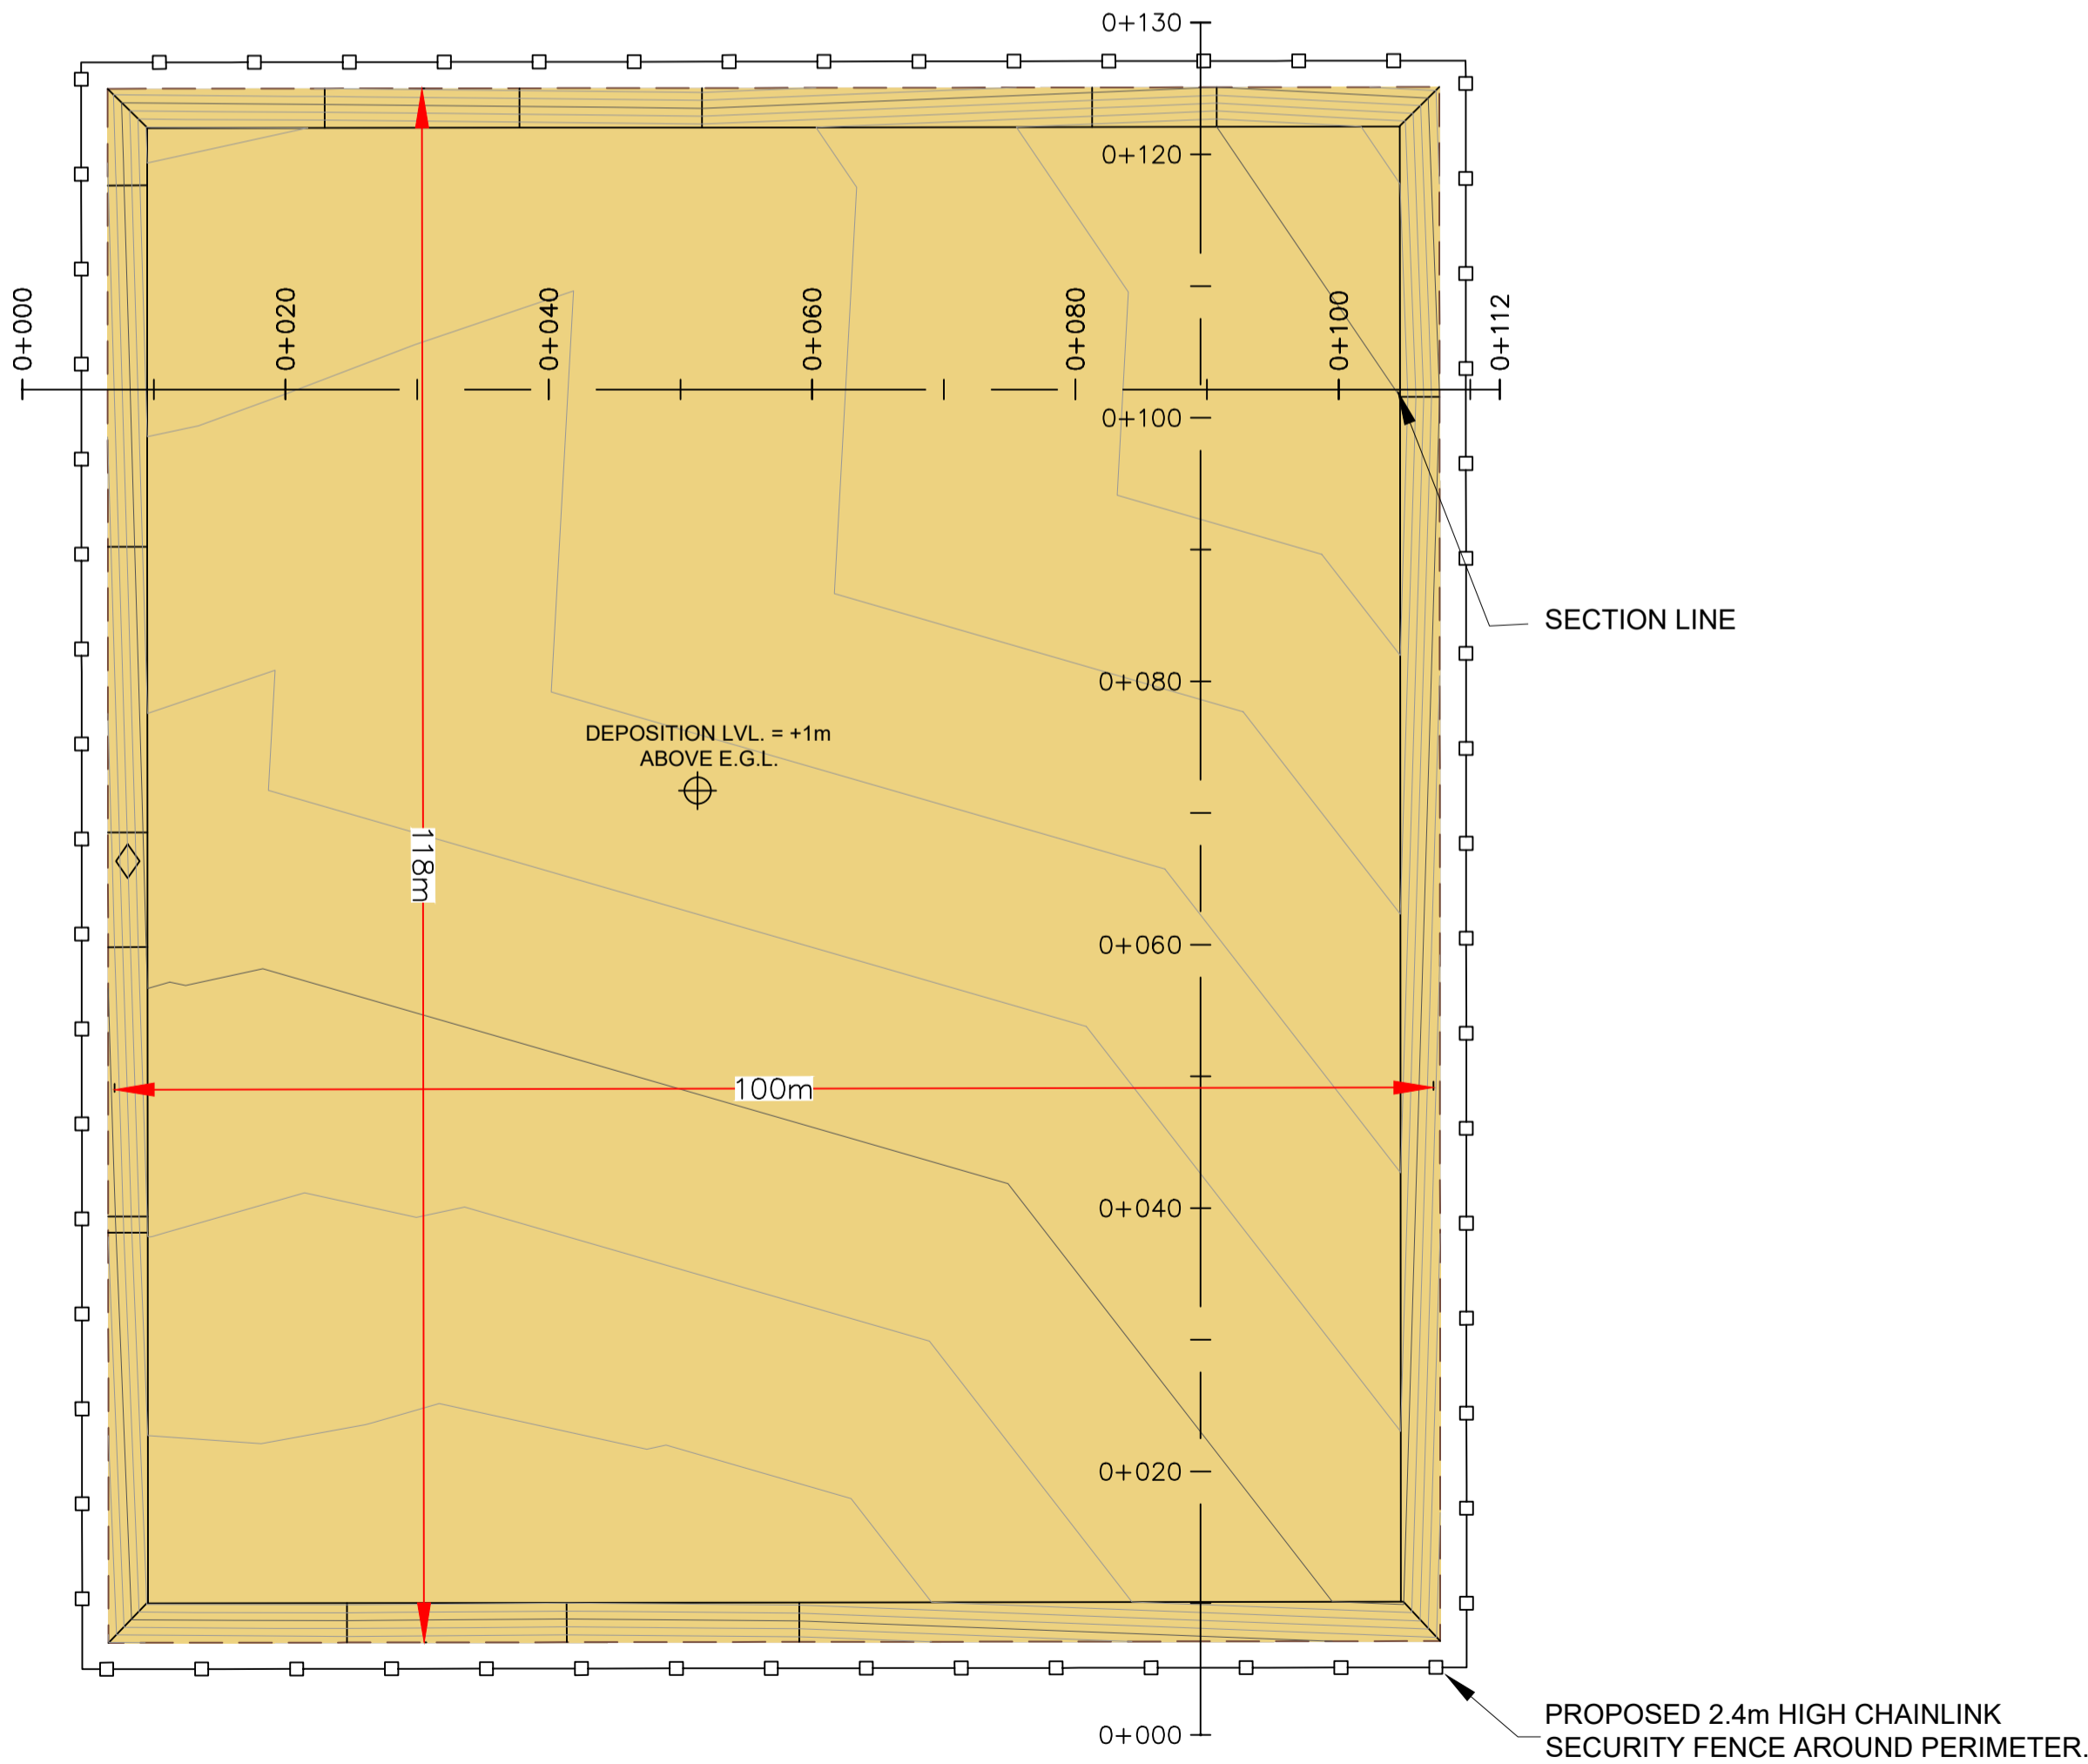 0+130
0+120
0+000
0+020
0+040
0+060
0+080
0+100
0+112
0+100
SECTION LINE
0+080
DEPOSITION LVL. = +1m
ABOVE E.G.L.
118m
0+060
100m
0+040
0+020
0+000
PROPOSED 2.4m HIGH CHAINLINK
SECURITY FENCE AROUND PERIMETER.